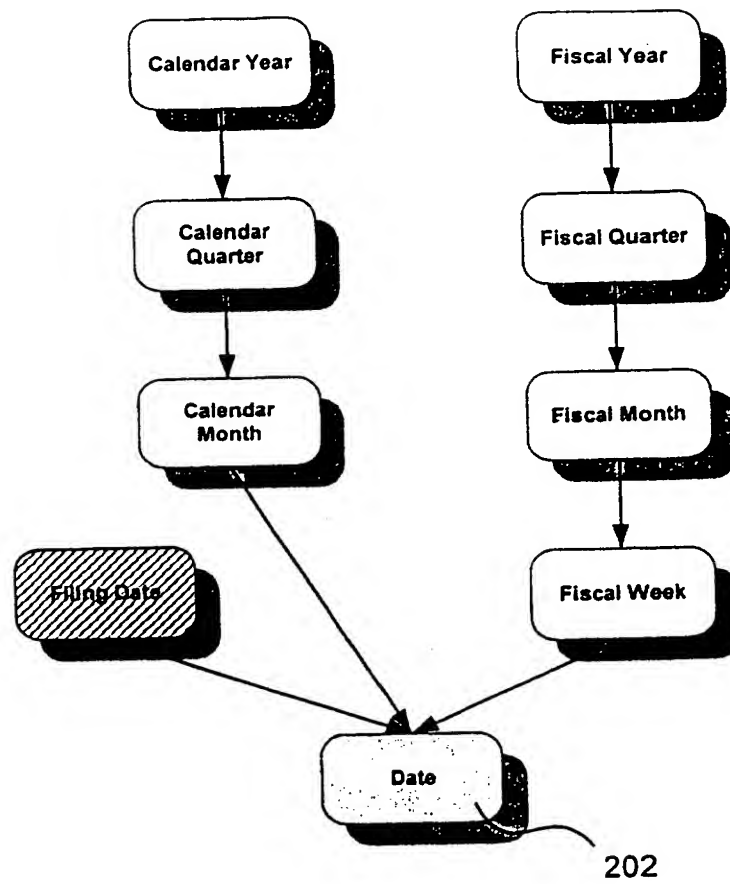 Calendar Year
Fiscal Year
Calendar
Quarter
Fiscal Quarter
Calendar
Month
Fiscal Month
Filing Date
Fiscal Week
Date
202